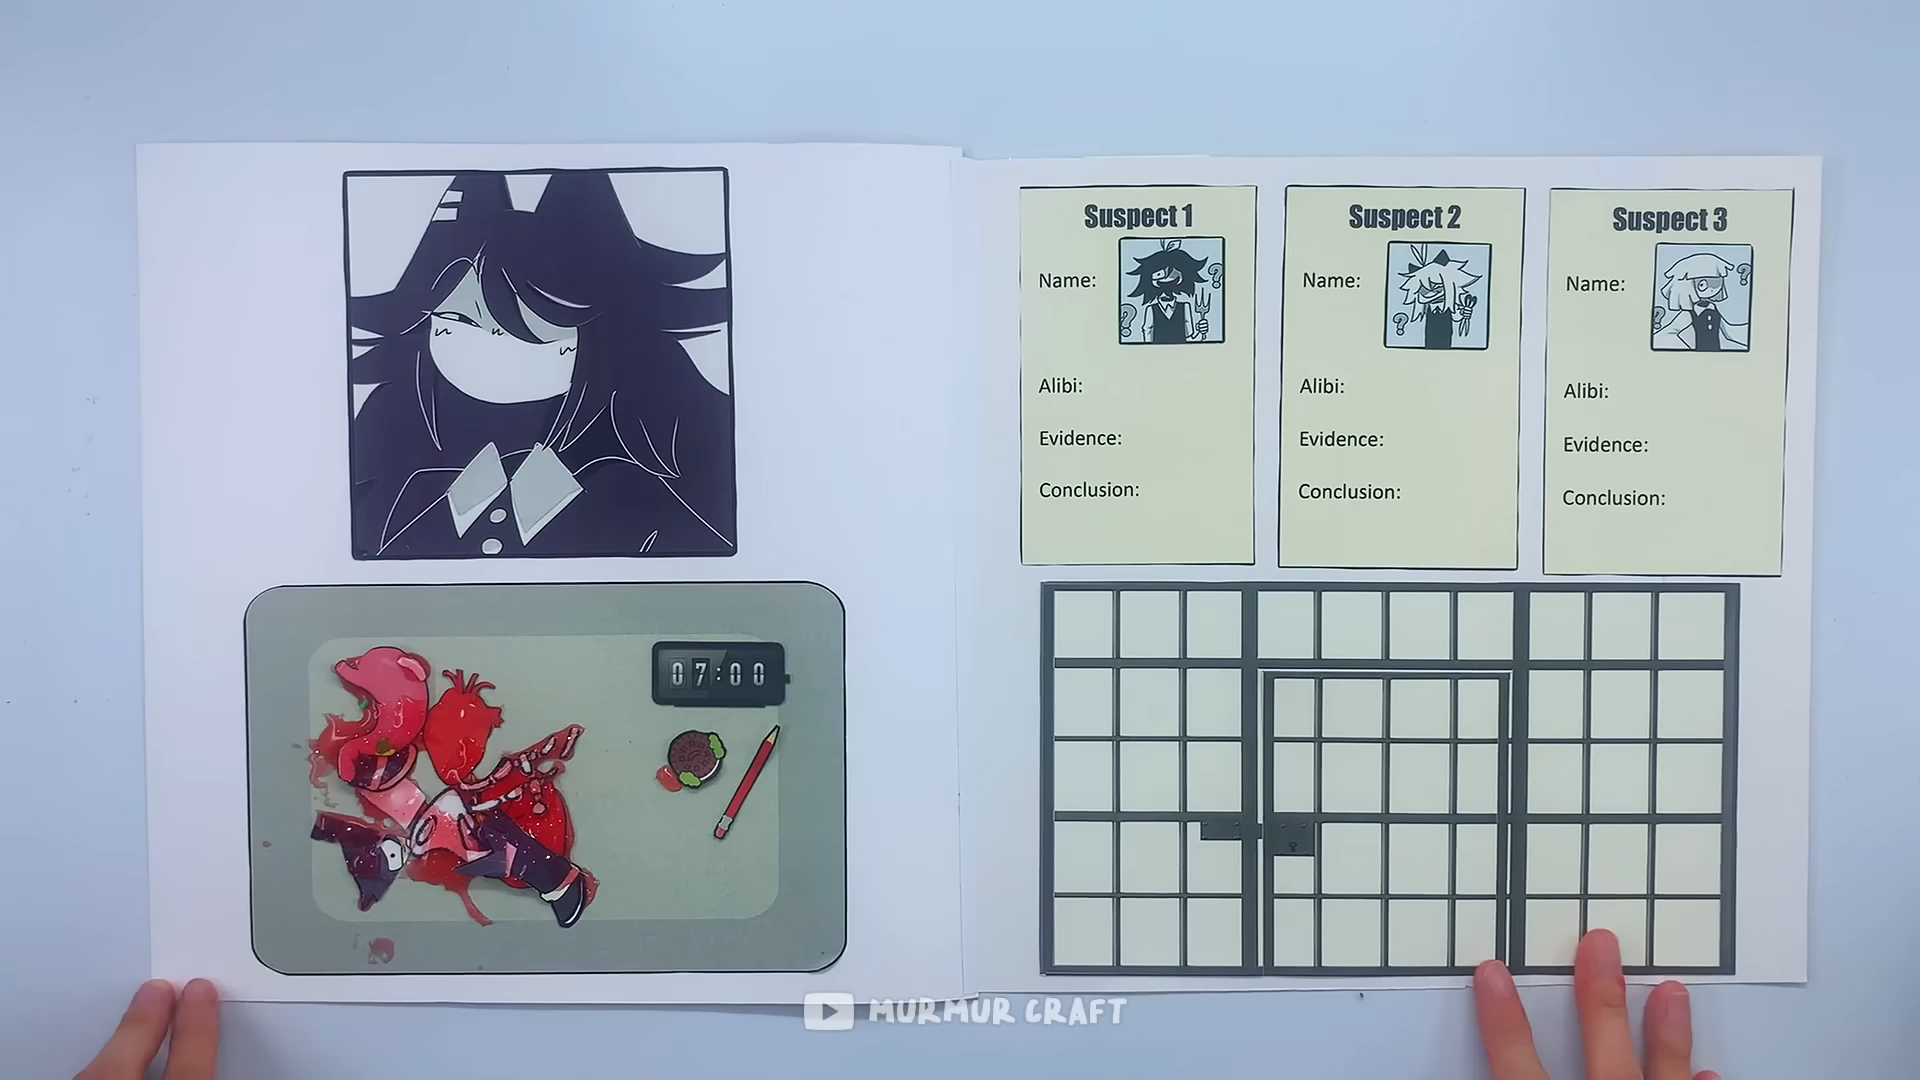 Suspect 1
Name:
Alibi:
Evidence:
Conclusion:
Suspect 2
Name:
Alibi:
Evidence:
Conclusion:
Suspect 3
Name:
Alibi:
Evidence:
Conclusion:
07:00
MURMUR CRAFT